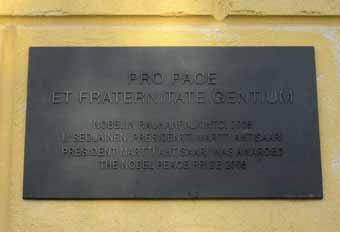 PRO PACE
ET FRATERNITATE GENTIUM
NOBELIN RAUHANPALKINTO 2008
PRESIDENTTI MARTTI AHTISAARI
PRESIDENT MARTTI AHTISAARI WAS AWARDED
THE NOBEL PEACE PRIZE 2008